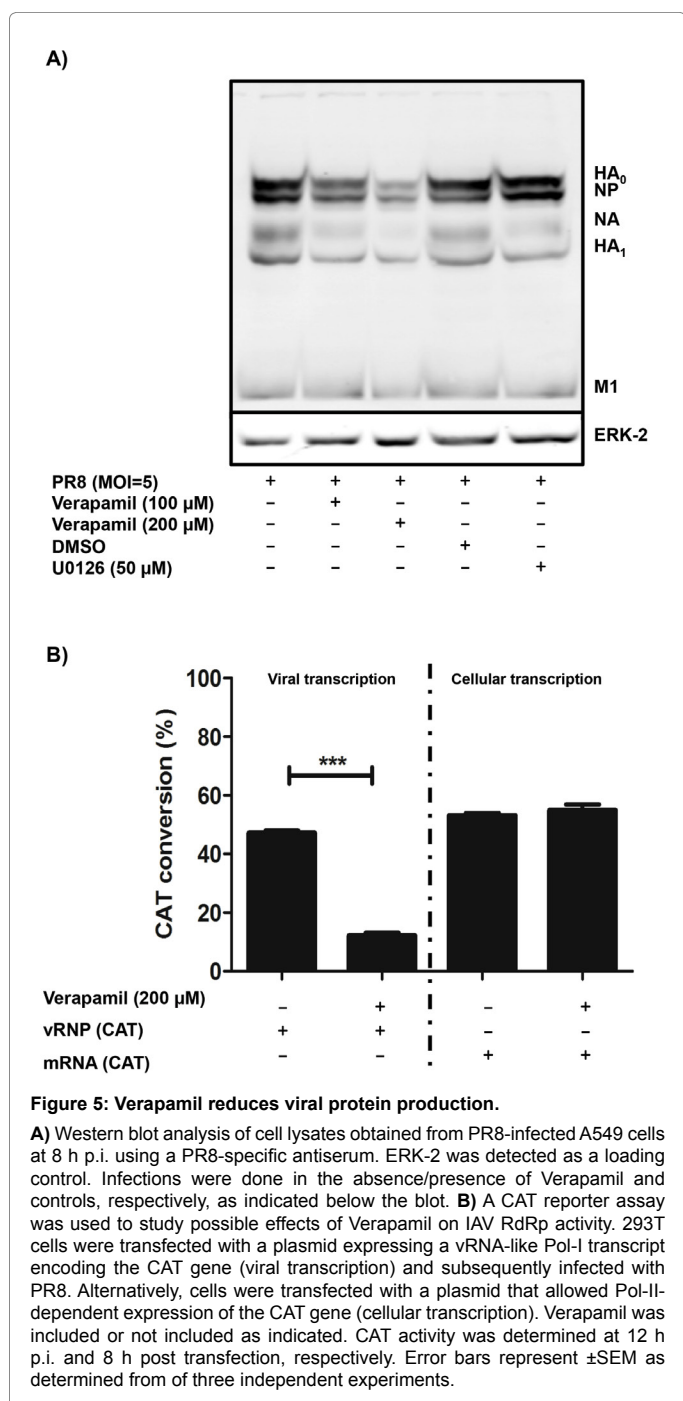 A)
HA0
NP
NA
HA1
M1
ERK-2
PR8 (MOI=5) + + + + +
Verapamil (100 µM) – + – – –
Verapamil (200 µM) – – + – –
DMSO – – – + –
U0126 (50 µM) – – – – +
B)
Viral transcription Cellular transcription
***
CAT conversion (%)
100
80
60
40
20
0
Verapamil (200 µM) – + – +
vRNP (CAT) + + – –
mRNA (CAT) – – + +
Figure 5: Verapamil reduces viral protein production.
A) Western blot analysis of cell lysates obtained from PR8-infected A549 cells
at 8 h p.i. using a PR8-specific antiserum. ERK-2 was detected as a loading
control. Infections were done in the absence/presence of Verapamil and
controls, respectively, as indicated below the blot. B) A CAT reporter assay
was used to study possible effects of Verapamil on IAV RdRp activity. 293T
cells were transfected with a plasmid expressing a vRNA-like Pol-I transcript
encoding the CAT gene (viral transcription) and subsequently infected with
PR8. Alternatively, cells were transfected with a plasmid that allowed Pol-II-
dependent expression of the CAT gene (cellular transcription). Verapamil was
included or not included as indicated. CAT activity was determined at 12 h
p.i. and 8 h post transfection, respectively. Error bars represent ±SEM as
determined from of three independent experiments.